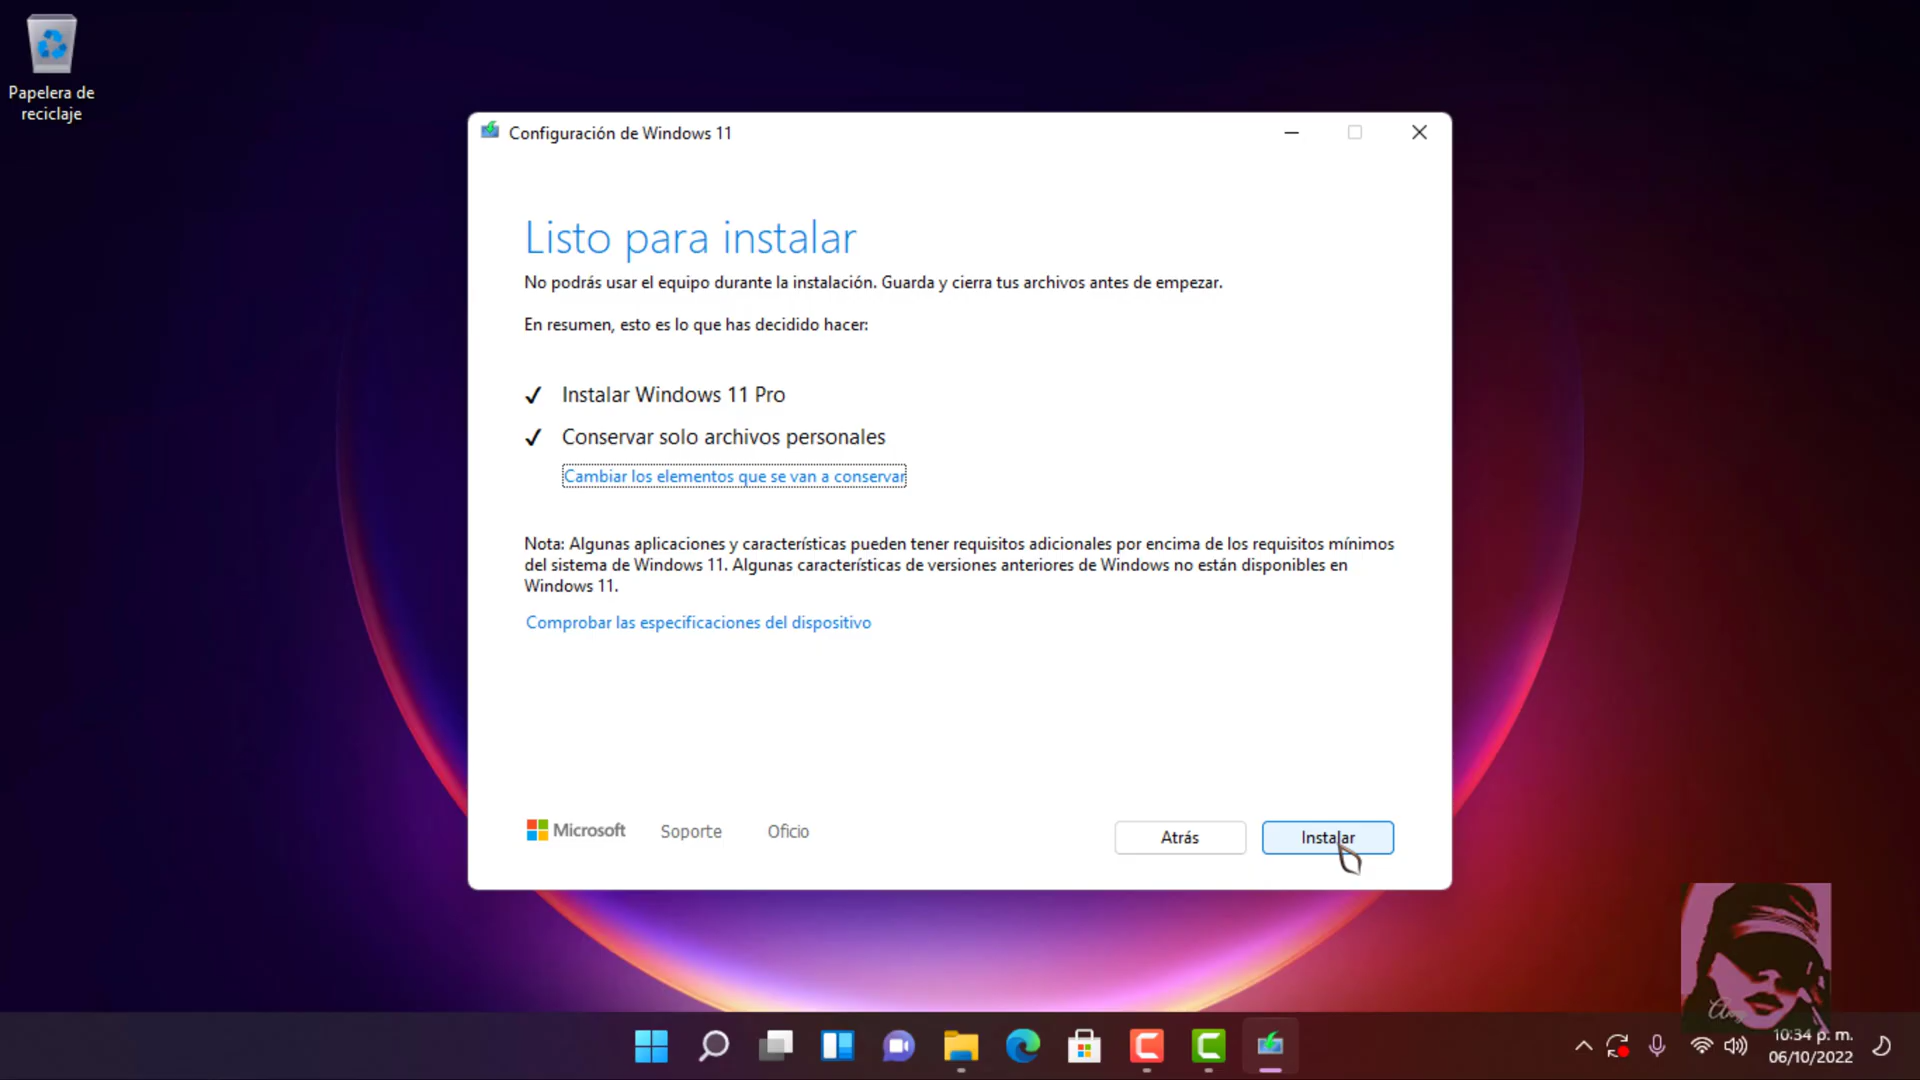 Papelera de
reciclaje
Configuración de Windows 11
Listo para instalar
No podrás usar el equipo durante la instalación. Guarda y cierra tus archivos antes de empezar.
En resumen, esto es lo que has decidido hacer:
Instalar Windows 11 Pro
Conservar solo archivos personales
Cambiar los elementos que se van a conservar
Nota: Algunas aplicaciones y características pueden tener requisitos adicionales por encima de los requisitos mínimos
del sistema de Windows 11. Algunas características de versiones anteriores de Windows no están disponibles en
Windows 11.
Comprobar las especificaciones del dispositivo
Microsoft
Soporte
Oficio
Atrás
Instalar
10:34 p. m.
06/10/2022